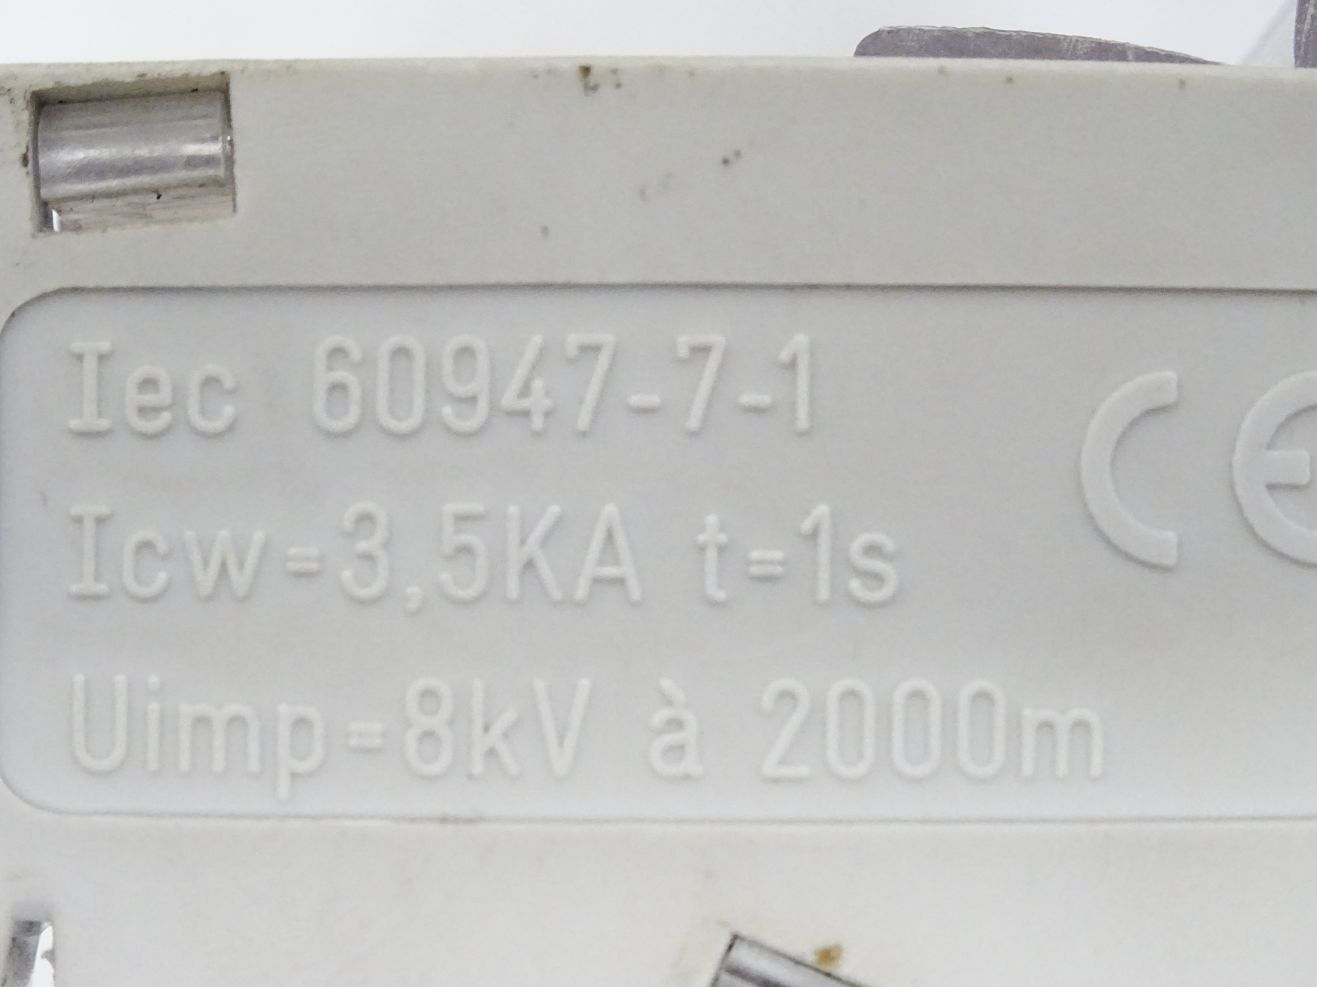 Iec 60947-7-1
CE
Icw=3,5KA t=1s
Uimp=8kV à 2000m